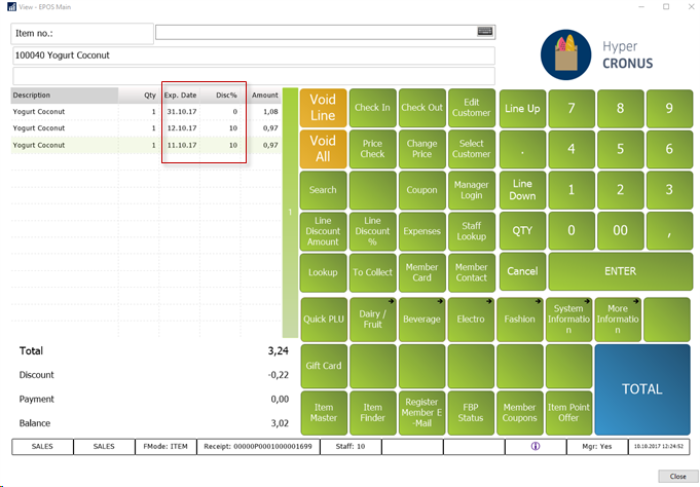 View - EPOS Main
Item no.:
100040 Yogurt Coconut
Hyper
CRONUS
Description Qty Exp. Date Disc% Amount
Yogurt Coconut 1 31.10.17 0 1,08
Yogurt Coconut 1 12.10.17 10 0,97
Yogurt Coconut 1 11.10.17 10 0,97
1
Total 3,24
Discount -0,22
Payment 0,00
Balance 3,02
Void
Line
Check In
Check Out
Edit
Customer
Line Up
7
8
9
Void
All
Price
Check
Change
Price
Select
Customer
.
4
5
6
Search
Coupon
Manager
Login
Line
Down
1
2
3
Line
Discount
Amount
Line
Discount
%
Expenses
Staff
Lookup
QTY
0
00
,
Lookup
To Collect
Member
Card
Member
Contact
Cancel
ENTER
Quick PLU
Dairy /
Fruit
Beverage
Electro
Fashion
System
Informatio
n
More
Informatio
n
Gift Card
TOTAL
Item
Master
Item
Finder
Register
Member E
-Mail
FBP
Status
Member
Coupons
Item Point
Offer
SALES SALES FMode: ITEM Receipt: 00000P0001000001699 Staff: 10 Mgr: Yes 10.10.2017 12:24:52
Close